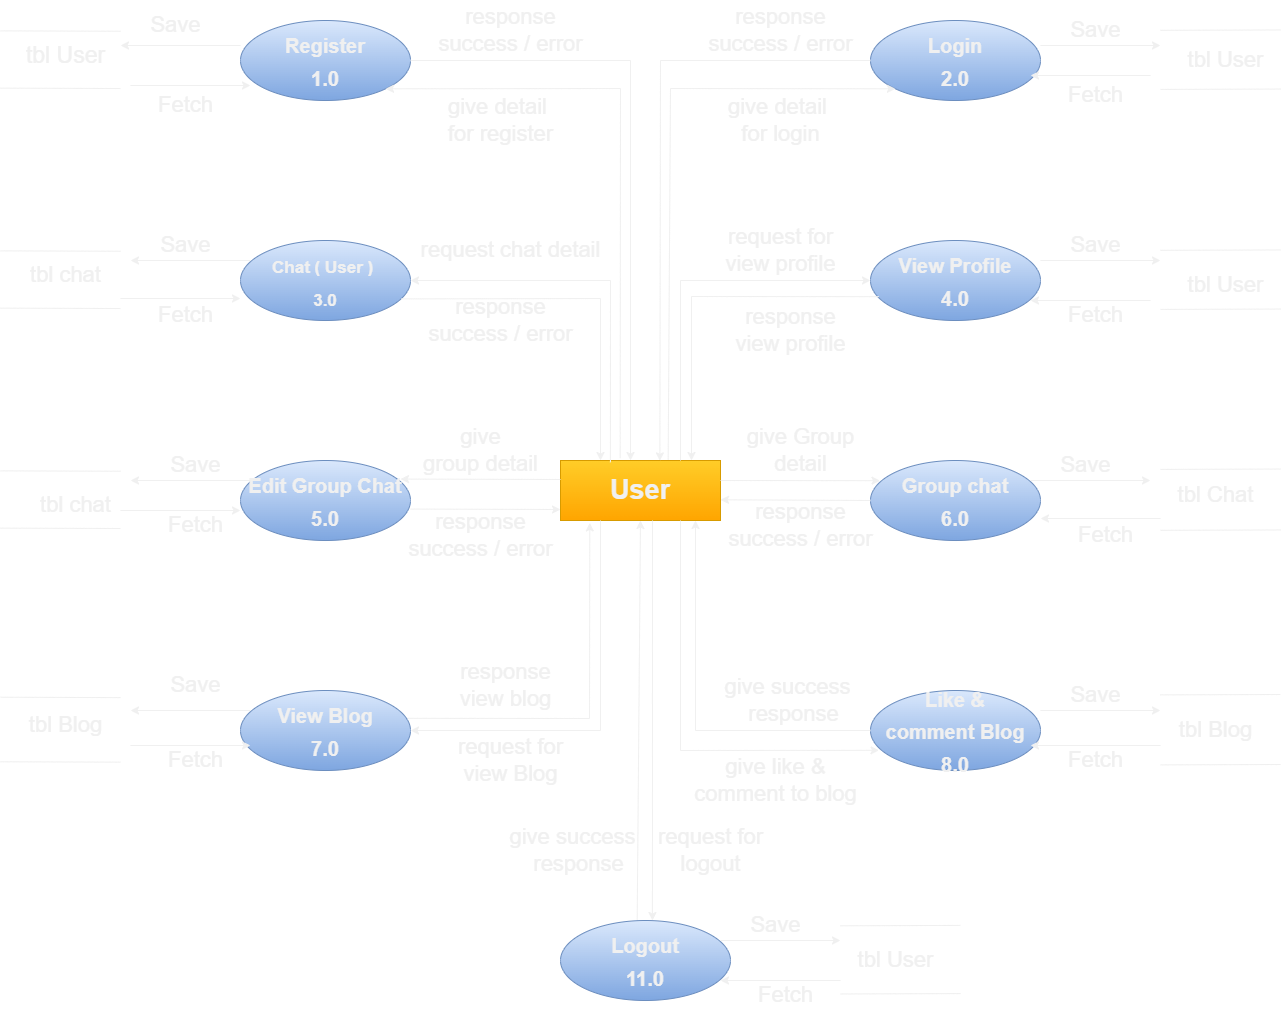 Save
tbl User
Fetch
Register
1.0
response
success / error
give detail
for register
response
success / error
give detail
for login
Login
2.0
Save
tbl User
Fetch
Save
tbl chat
Fetch
Chat ( User )
3.0
request chat detail
response
success / error
request for
view profile
response
view profile
View Profile
4.0
Save
tbl User
Fetch
Save
tbl chat
Fetch
Edit Group Chat
5.0
give
group detail
response
success / error
User
give Group
detail
response
success / error
Group chat
6.0
Save
tbl Chat
Fetch
Save
tbl Blog
Fetch
View Blog
7.0
response
view blog
request for
view Blog
give success
response
give like &
comment to blog
Like &
comment Blog
8.0
Save
tbl Blog
Fetch
give success
response
request for
logout
Logout
11.0
Save
tbl User
Fetch